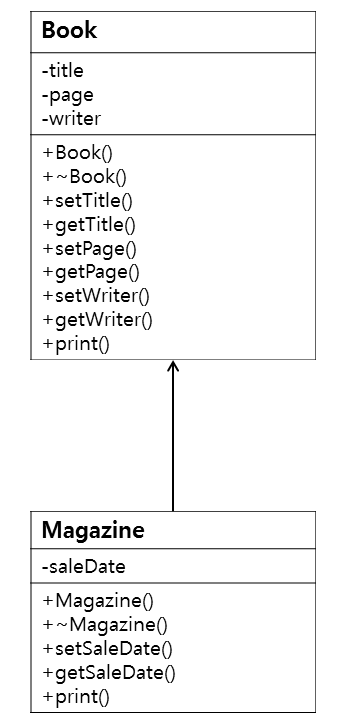 Book
-title
-page
-writer
+Book()
+~Book()
+setTitle()
+getTitle()
+setPage()
+getPage()
+setWriter()
+getWriter()
+print()
Magazine
-saleDate
+Magazine()
+~Magazine()
+setSaleDate()
+getSaleDate()
+print()